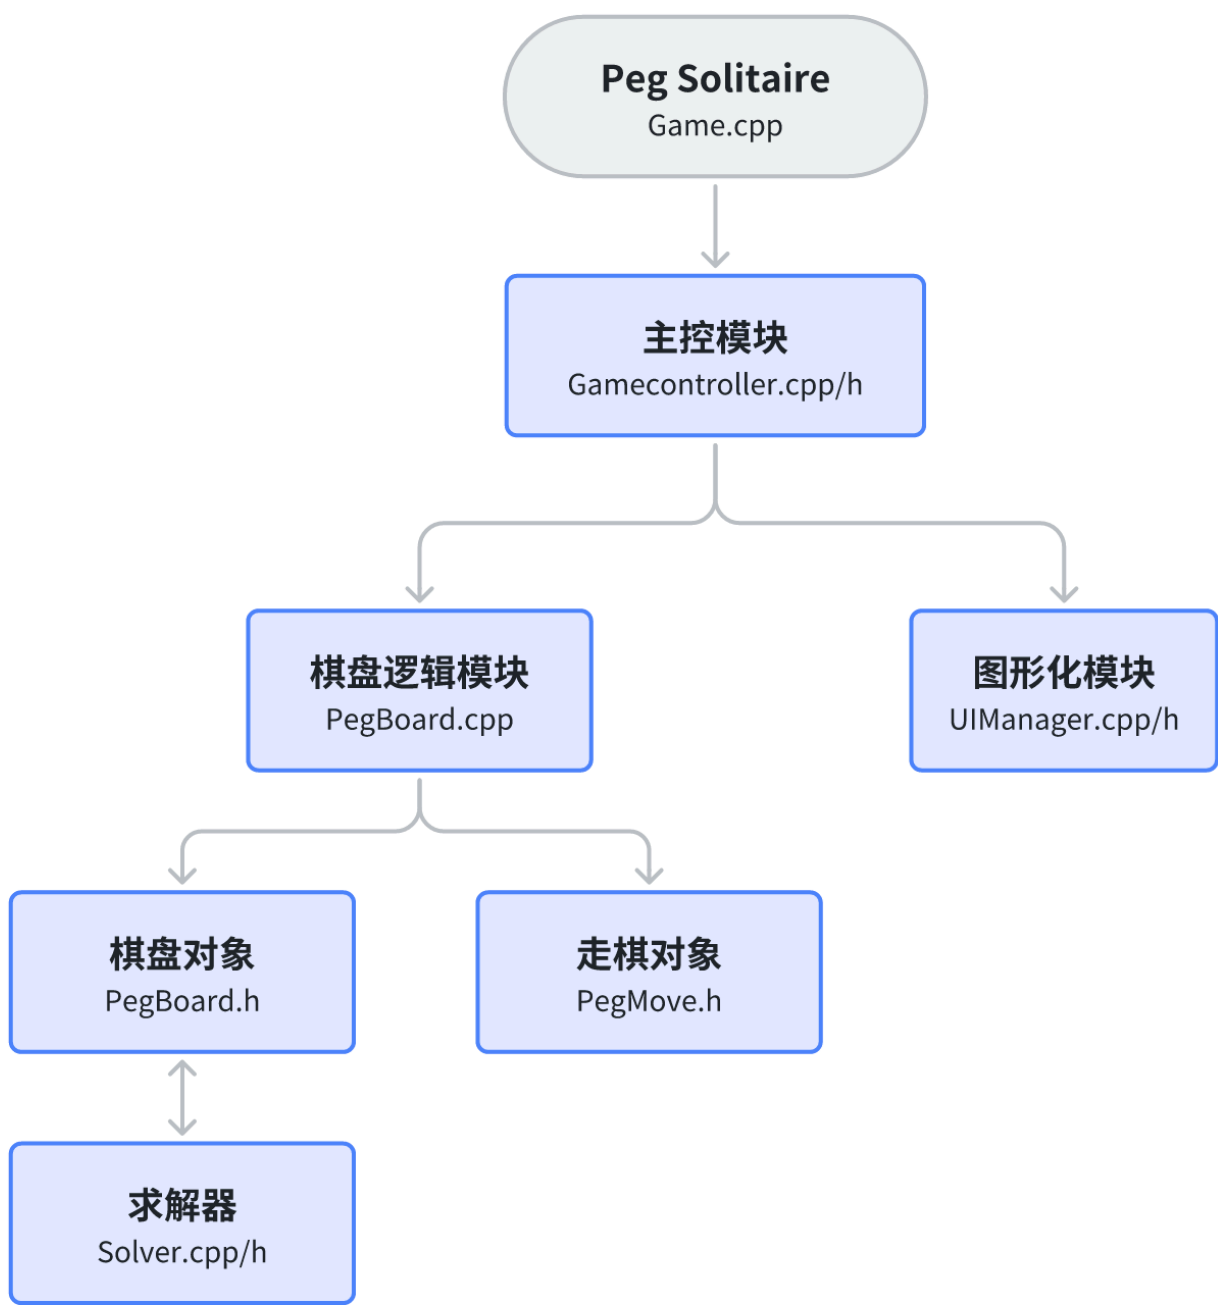 Peg Solitaire
Game.cpp
主控模块
Gamecontroller.cpp/h
棋盘逻辑模块
PegBoard.cpp
图形化模块
UIManager.cpp/h
棋盘对象
PegBoard.h
走棋对象
PegMove.h
求解器
Solver.cpp/h